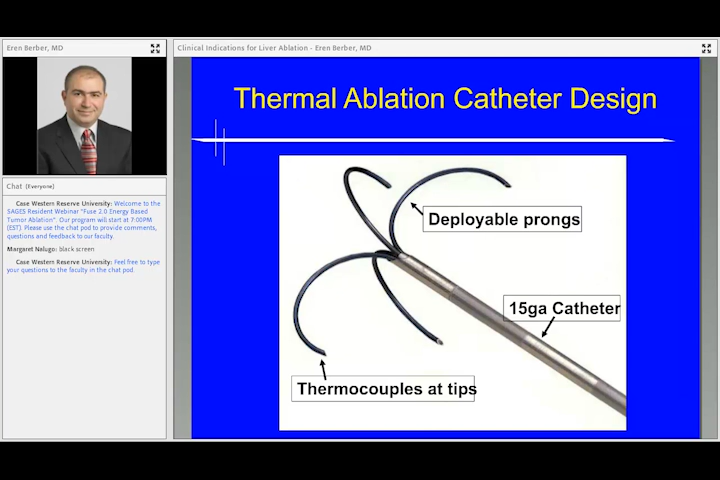 Eren Berber, MD
Clinical Indications for Liver Ablation - Eren Berber, MD
Chat (Everyone)
Case Western Reserve University: Welcome to the
SAGES Resident Webinar "Fuse 2.0 Energy Based
Tumor Ablation". Our program will start at 7:00PM
(EST). Please use the chat pod to provide comments,
questions and feedback to our faculty.
Margaret Nalugo: black screen
Case Western Reserve University: Feel free to type
your questions to the faculty in the chat pod.
Thermal Ablation Catheter Design
Deployable prongs
15ga Catheter
Thermocouples at tips